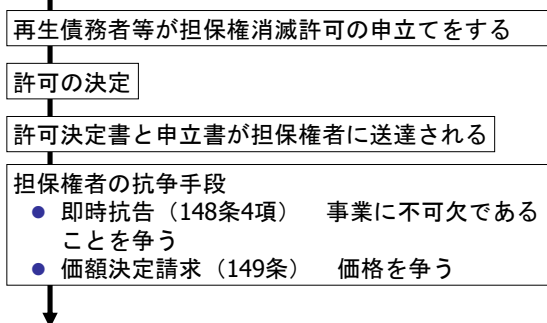 再生債務者等が担保権消滅許可の申立てをする
許可の決定
許可決定書と申立書が担保権者に送達される
担保権者の抗争手段
● 即時抗告（148条4項） 事業に不可欠である
ことを争う
● 価額決定請求（149条） 価格を争う